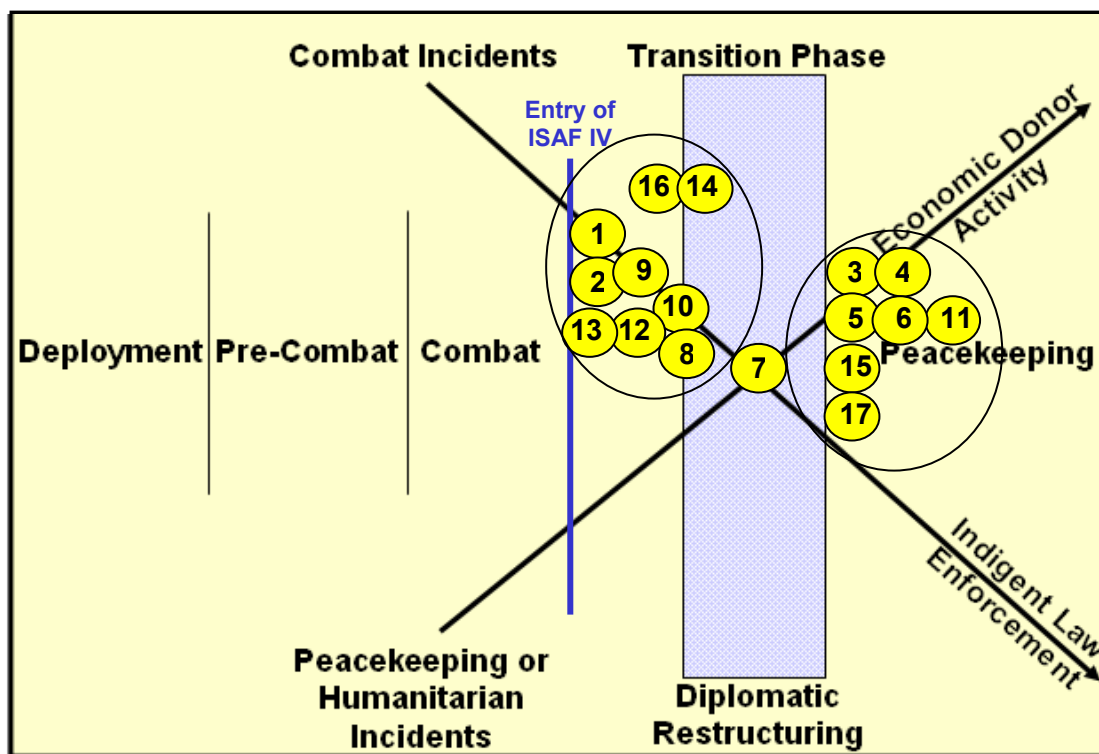 Combat Incidents
Transition Phase
Entry of
ISAF IV
Economic Donor
Activity
16 14
1
2 9
10
13 12
8
3 4
5 6 11
7
15
17
Deployment
Pre-Combat
Combat
Peacekeeping
Indigent Law
Enforcement
Peacekeeping or
Humanitarian
Incidents
Diplomatic
Restructuring